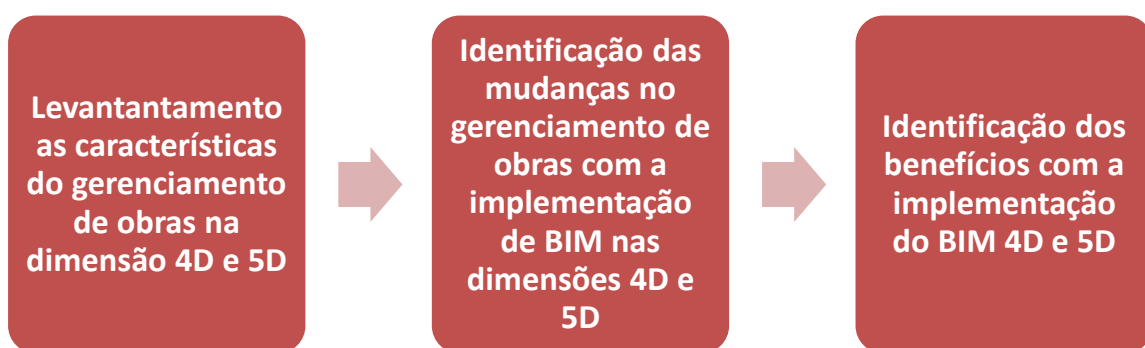 Levantantamento
as características
do gerenciamento
de obras na
dimensão 4D e 5D
Identificação das
mudanças no
gerenciamento de
obras com a
implementação
de BIM nas
dimensões 4D e
5D
Identificação dos
benefícios com a
implementação
do BIM 4D e 5D